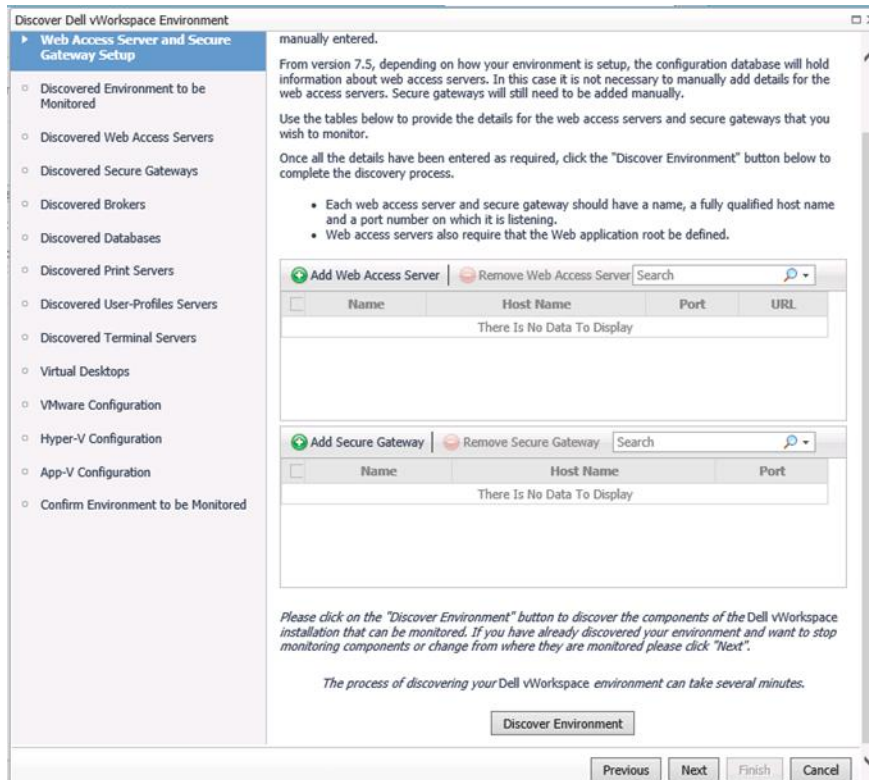 Discover Dell vWorkspace Environment
Web Access Server and Secure
Gateway Setup
Discovered Environment to be
Monitored
Discovered Web Access Servers
Discovered Secure Gateways
Discovered Brokers
Discovered Databases
Discovered Print Servers
Discovered User-Profiles Servers
Discovered Terminal Servers
Virtual Desktops
VMware Configuration
Hyper-V Configuration
App-V Configuration
Confirm Environment to be Monitored
manually entered.
From version 7.5, depending on how your environment is setup, the configuration database will hold
information about web access servers. In this case it is not necessary to manually add details for the
web access servers. Secure gateways will still need to be added manually.
Use the tables below to provide the details for the web access servers and secure gateways that you
wish to monitor.
Once all the details have been entered as required, click the "Discover Environment" button below to
complete the discovery process.
• Each web access server and secure gateway should have a name, a fully qualified host name
and a port number on which it is listening.
• Web access servers also require that the Web application root be defined.
Add Web Access Server Remove Web Access Server Search
Name Host Name Port URL
There Is No Data To Display
Add Secure Gateway Remove Secure Gateway Search
Name Host Name Port
There Is No Data To Display
Please click on the "Discover Environment" button to discover the components of the Dell vWorkspace
installation that can be monitored. If you have already discovered your environment and want to stop
monitoring components or change from where they are monitored please click "Next".
The process of discovering your Dell vWorkspace environment can take several minutes.
Discover Environment
Previous Next Finish Cancel